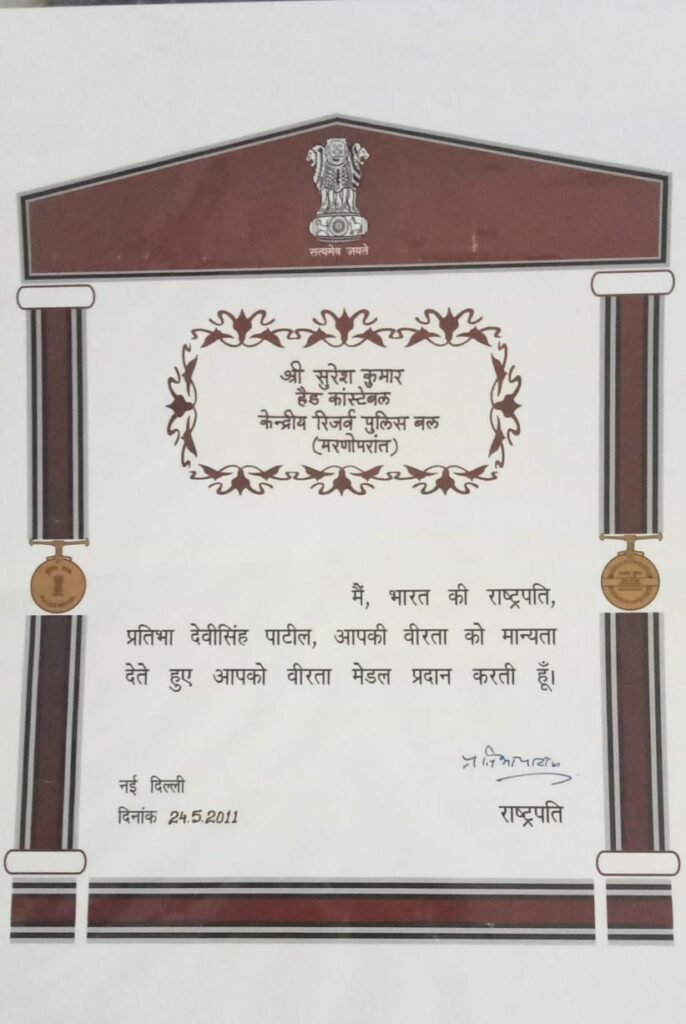 सत्यमेव जयते
श्री सुरेश कुमार
हैड कांस्टेबल
केन्द्रीय रिजर्व पुलिस बल
(मरणोपरांत)
मैं, भारत की राष्ट्रपति,
प्रतिभा देवीसिंह पाटील, आपकी वीरता को मान्यता
देते हुए आपको वीरता मेडल प्रदान करती हूँ।
नई दिल्ली
दिनांक 24.5.2011
राष्ट्रपति